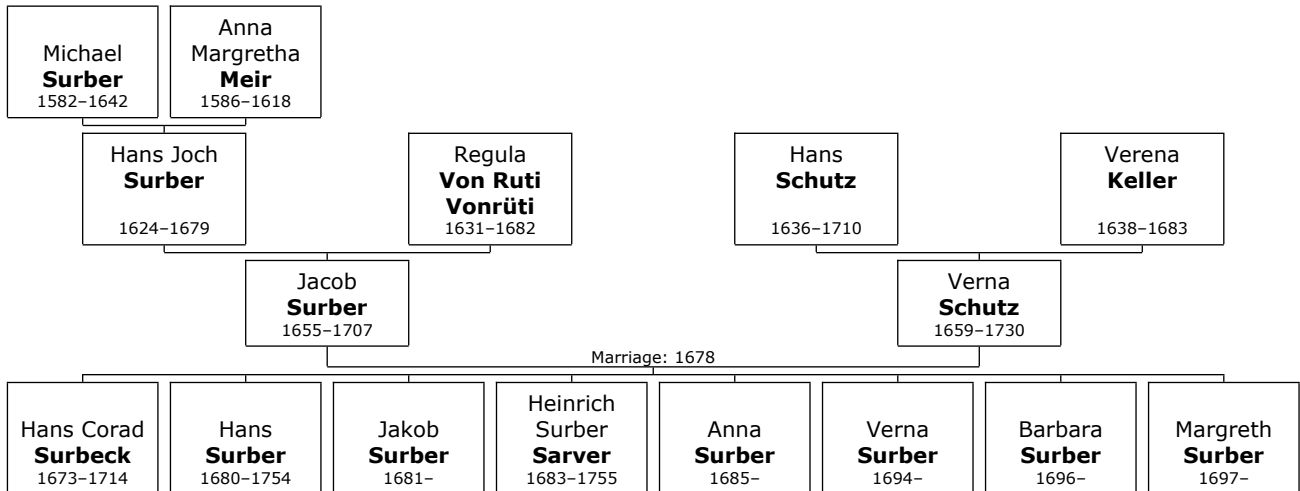 Michael
Surber
1582–1642
Anna
Margretha
Meir
1586–1618
Hans Joch
Surber
1624–1679
Regula
Von Ruti
Vonrüti
1631–1682
Hans
Schutz
1636–1710
Verena
Keller
1638–1683
Jacob
Surber
1655–1707
Verna
Schutz
1659–1730
Marriage: 1678
Hans Corad
Surbeck
1673–1714
Hans
Surber
1680–1754
Jakob
Surber
1681–
Heinrich
Surber
Sarver
1683–1755
Anna
Surber
1685–
Verna
Surber
1694–
Barbara
Surber
1696–
Margreth
Surber
1697–